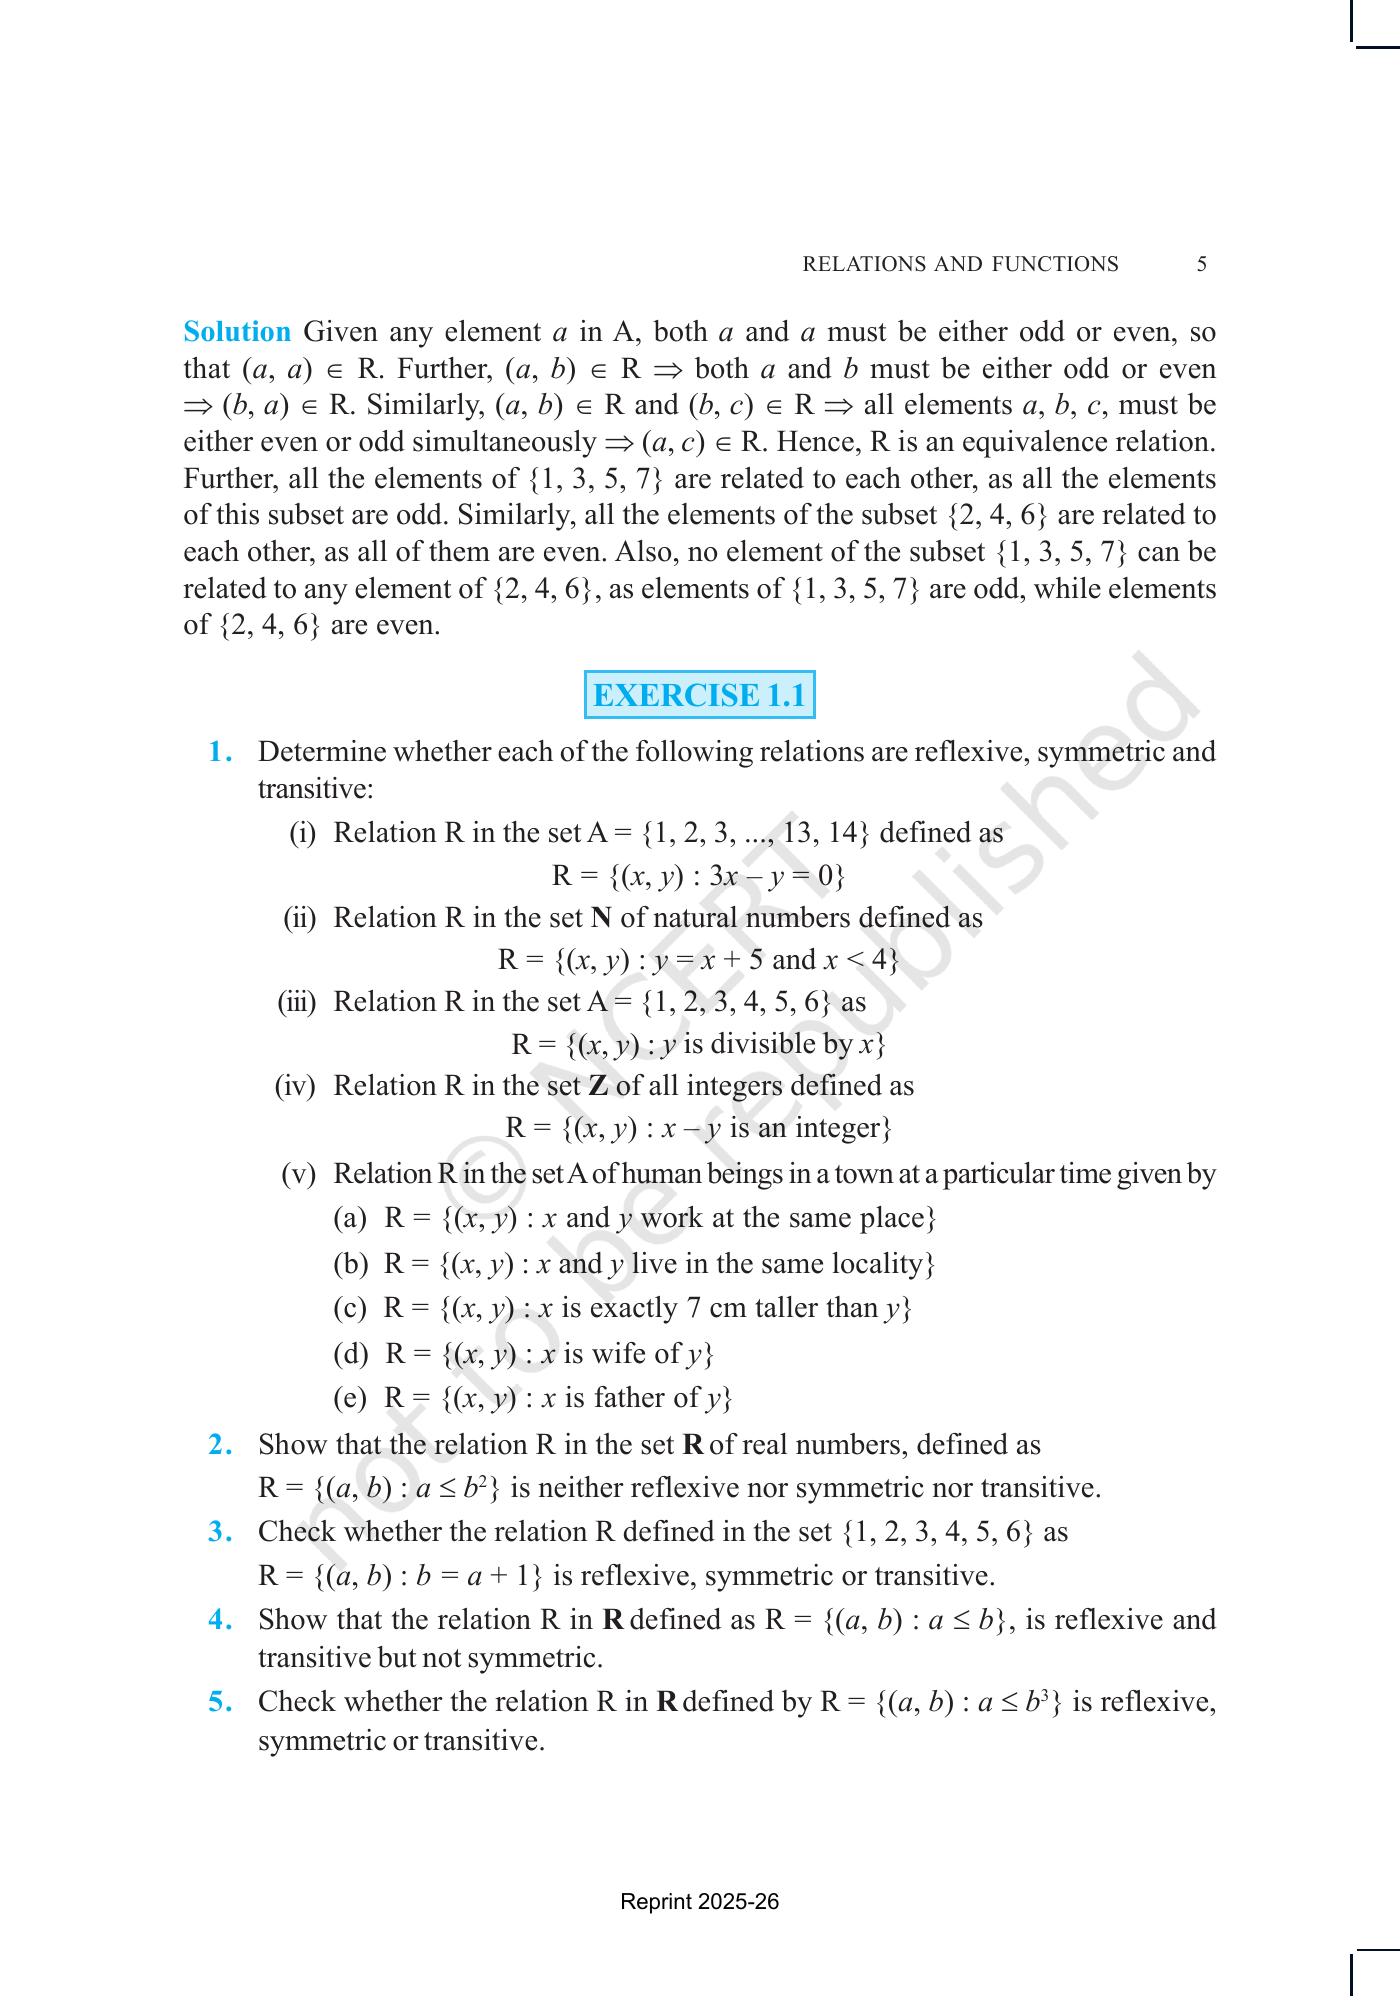 RELATIONS AND FUNCTIONS 5
Solution Given any element a in A, both a and a must be either odd or even, so
that (a, a) ∈ R. Further, (a, b) ∈ R ⇒ both a and b must be either odd or even
⇒ (b, a) ∈ R. Similarly, (a, b) ∈ R and (b, c) ∈ R ⇒ all elements a, b, c, must be
either even or odd simultaneously ⇒ (a, c) ∈ R. Hence, R is an equivalence relation.
Further, all the elements of {1, 3, 5, 7} are related to each other, as all the elements
of this subset are odd. Similarly, all the elements of the subset {2, 4, 6} are related to
each other, as all of them are even. Also, no element of the subset {1, 3, 5, 7} can be
related to any element of {2, 4, 6}, as elements of {1, 3, 5, 7} are odd, while elements
of {2, 4, 6} are even.
EXERCISE 1.1
1. Determine whether each of the following relations are reflexive, symmetric and
transitive:
(i) Relation R in the set A = {1, 2, 3, ..., 13, 14} defined as
R = {(x, y) : 3x – y = 0}
(ii) Relation R in the set N of natural numbers defined as
R = {(x, y) : y = x + 5 and x < 4}
(iii) Relation R in the set A = {1, 2, 3, 4, 5, 6} as
R = {(x, y) : y is divisible by x}
(iv) Relation R in the set Z of all integers defined as
R = {(x, y) : x – y is an integer}
(v) Relation R in the set A of human beings in a town at a particular time given by
(a) R = {(x, y) : x and y work at the same place}
(b) R = {(x, y) : x and y live in the same locality}
(c) R = {(x, y) : x is exactly 7 cm taller than y}
(d) R = {(x, y) : x is wife of y}
(e) R = {(x, y) : x is father of y}
2. Show that the relation R in the set R of real numbers, defined as
R = {(a, b) : a ≤ b²} is neither reflexive nor symmetric nor transitive.
3. Check whether the relation R defined in the set {1, 2, 3, 4, 5, 6} as
R = {(a, b) : b = a + 1} is reflexive, symmetric or transitive.
4. Show that the relation R in R defined as R = {(a, b) : a ≤ b}, is reflexive and
transitive but not symmetric.
5. Check whether the relation R in R defined by R = {(a, b) : a ≤ b³} is reflexive,
symmetric or transitive.
© NCERT
not to be republished
Reprint 2025-26